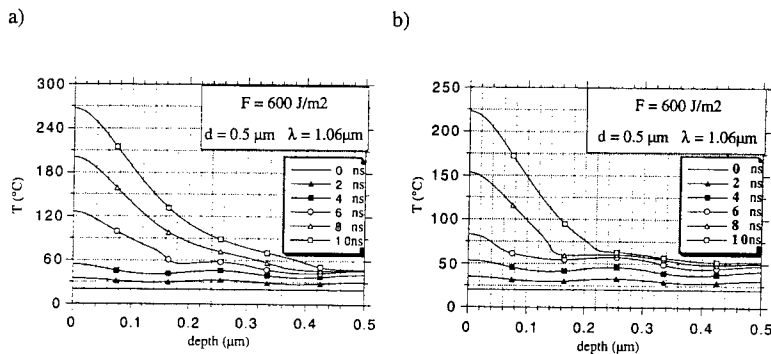 a)
b)
300
240
180
120
60
0
T (°C)
F = 600 J/m2
d = 0.5 µm λ = 1.06µm
0 ns
2 ns
4 ns
6 ns
8 ns
10ns
0 0.1 0.2 0.3 0.4 0.5
depth (µm)
250
200
150
100
50
0
T (°C)
F = 600 J/m2
d = 0.5 µm λ = 1.06µm
0 ns
2 ns
4 ns
6 ns
8 ns
10ns
0 0.1 0.2 0.3 0.4 0.5
depth (µm)